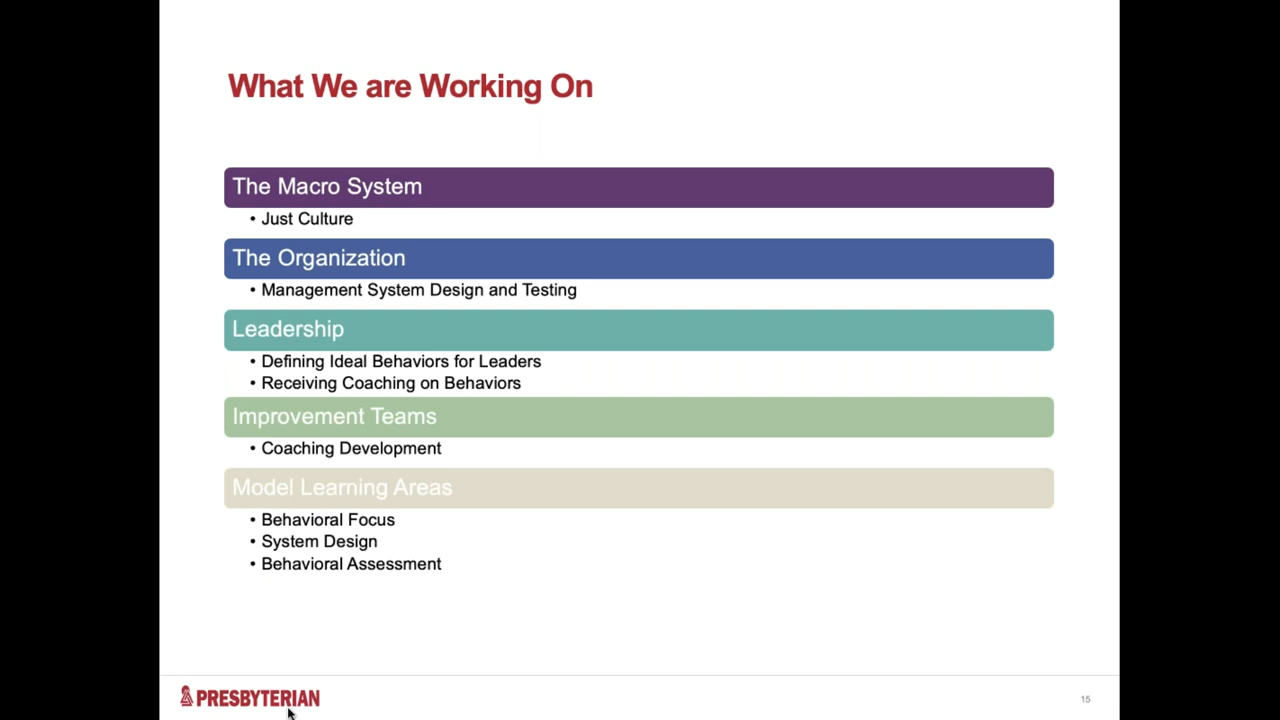 What We are Working On
The Macro System
• Just Culture
The Organization
• Management System Design and Testing
Leadership
• Defining Ideal Behaviors for Leaders
• Receiving Coaching on Behaviors
Improvement Teams
• Coaching Development
Model Learning Areas
• Behavioral Focus
• System Design
• Behavioral Assessment
PRESBYTERIAN
15